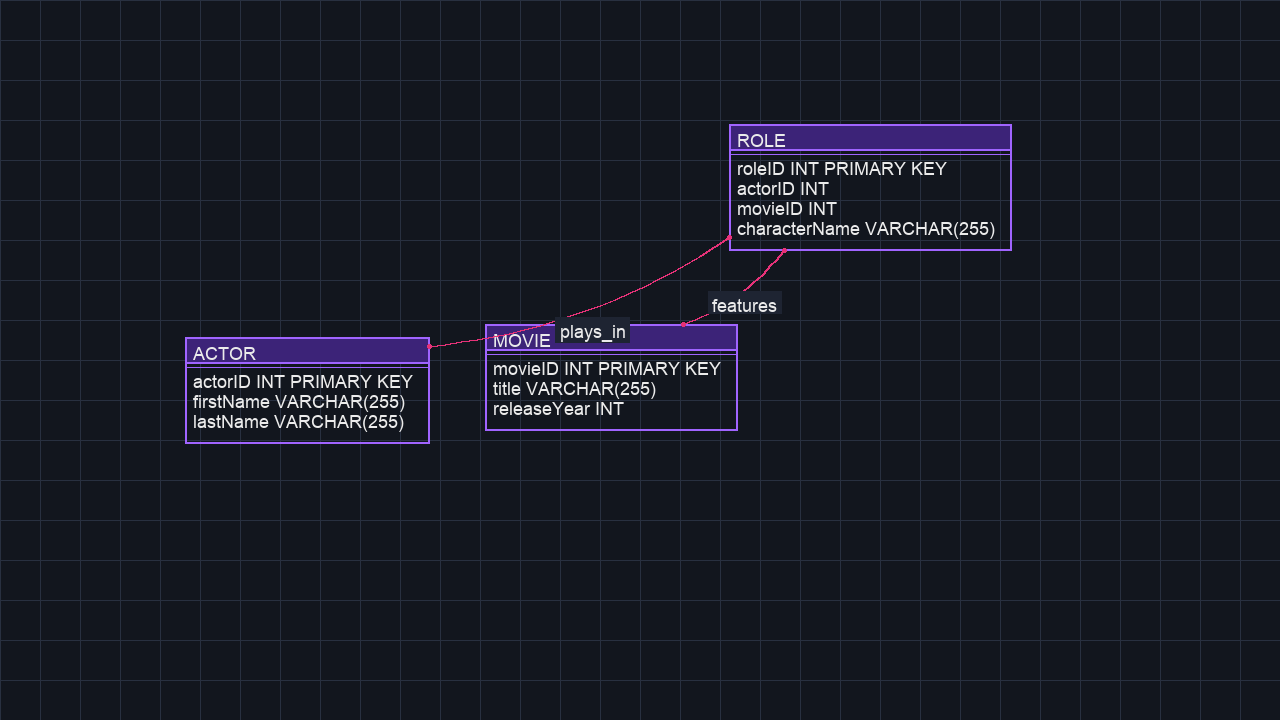 ROLE
roleID INT PRIMARY KEY
actorID INT
movieID INT
characterName VARCHAR(255)
features
plays_in
MOVIE
movieID INT PRIMARY KEY
title VARCHAR(255)
releaseYear INT
ACTOR
actorID INT PRIMARY KEY
firstName VARCHAR(255)
lastName VARCHAR(255)